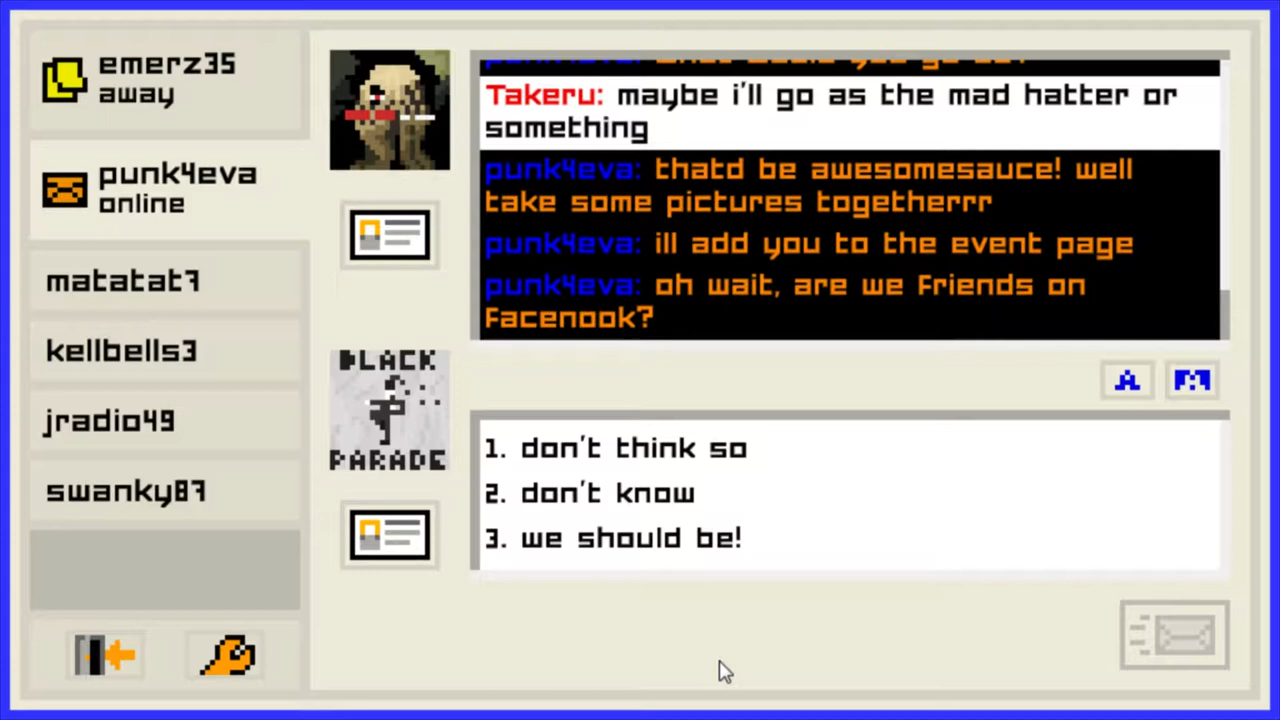 emerz35
away
punk4eva
online
matatat7
kellbells3
jradio49
swanky87
Takeru: maybe i'll go as the mad hatter or
something
punk4eva: thatd be awesomesauce! well
take some pictures togetherrr
punk4eva: ill add you to the event page
punk4eva: oh wait, are we Friends on
Facenook?
BLACK
PARADE
A
1. don't think so
2. don't know
3. we should be!